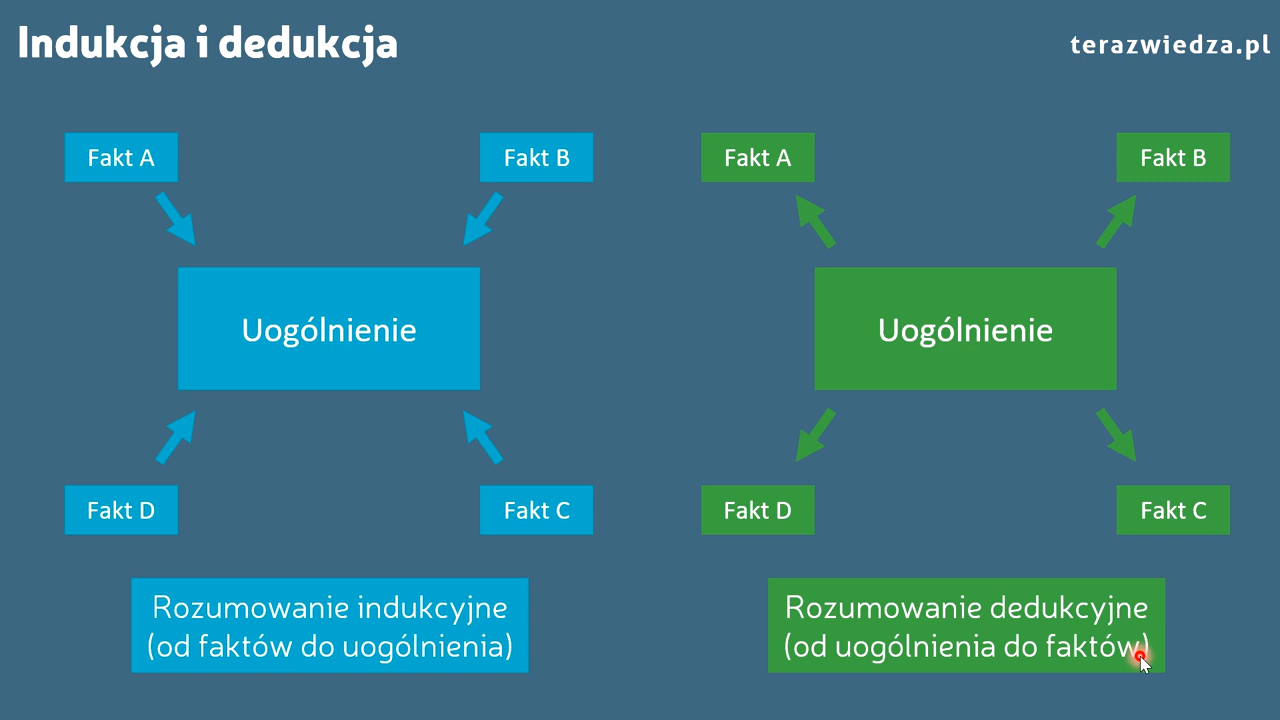 Indukcja i dedukcja
terazwiedza.pl
Fakt A
Fakt B
Uogólnienie
Fakt D
Fakt C
Rozumowanie indukcyjne
(od faktów do uogólnienia)
Fakt A
Fakt B
Uogólnienie
Fakt D
Fakt C
Rozumowanie dedukcyjne
(od uogólnienia do faktów)